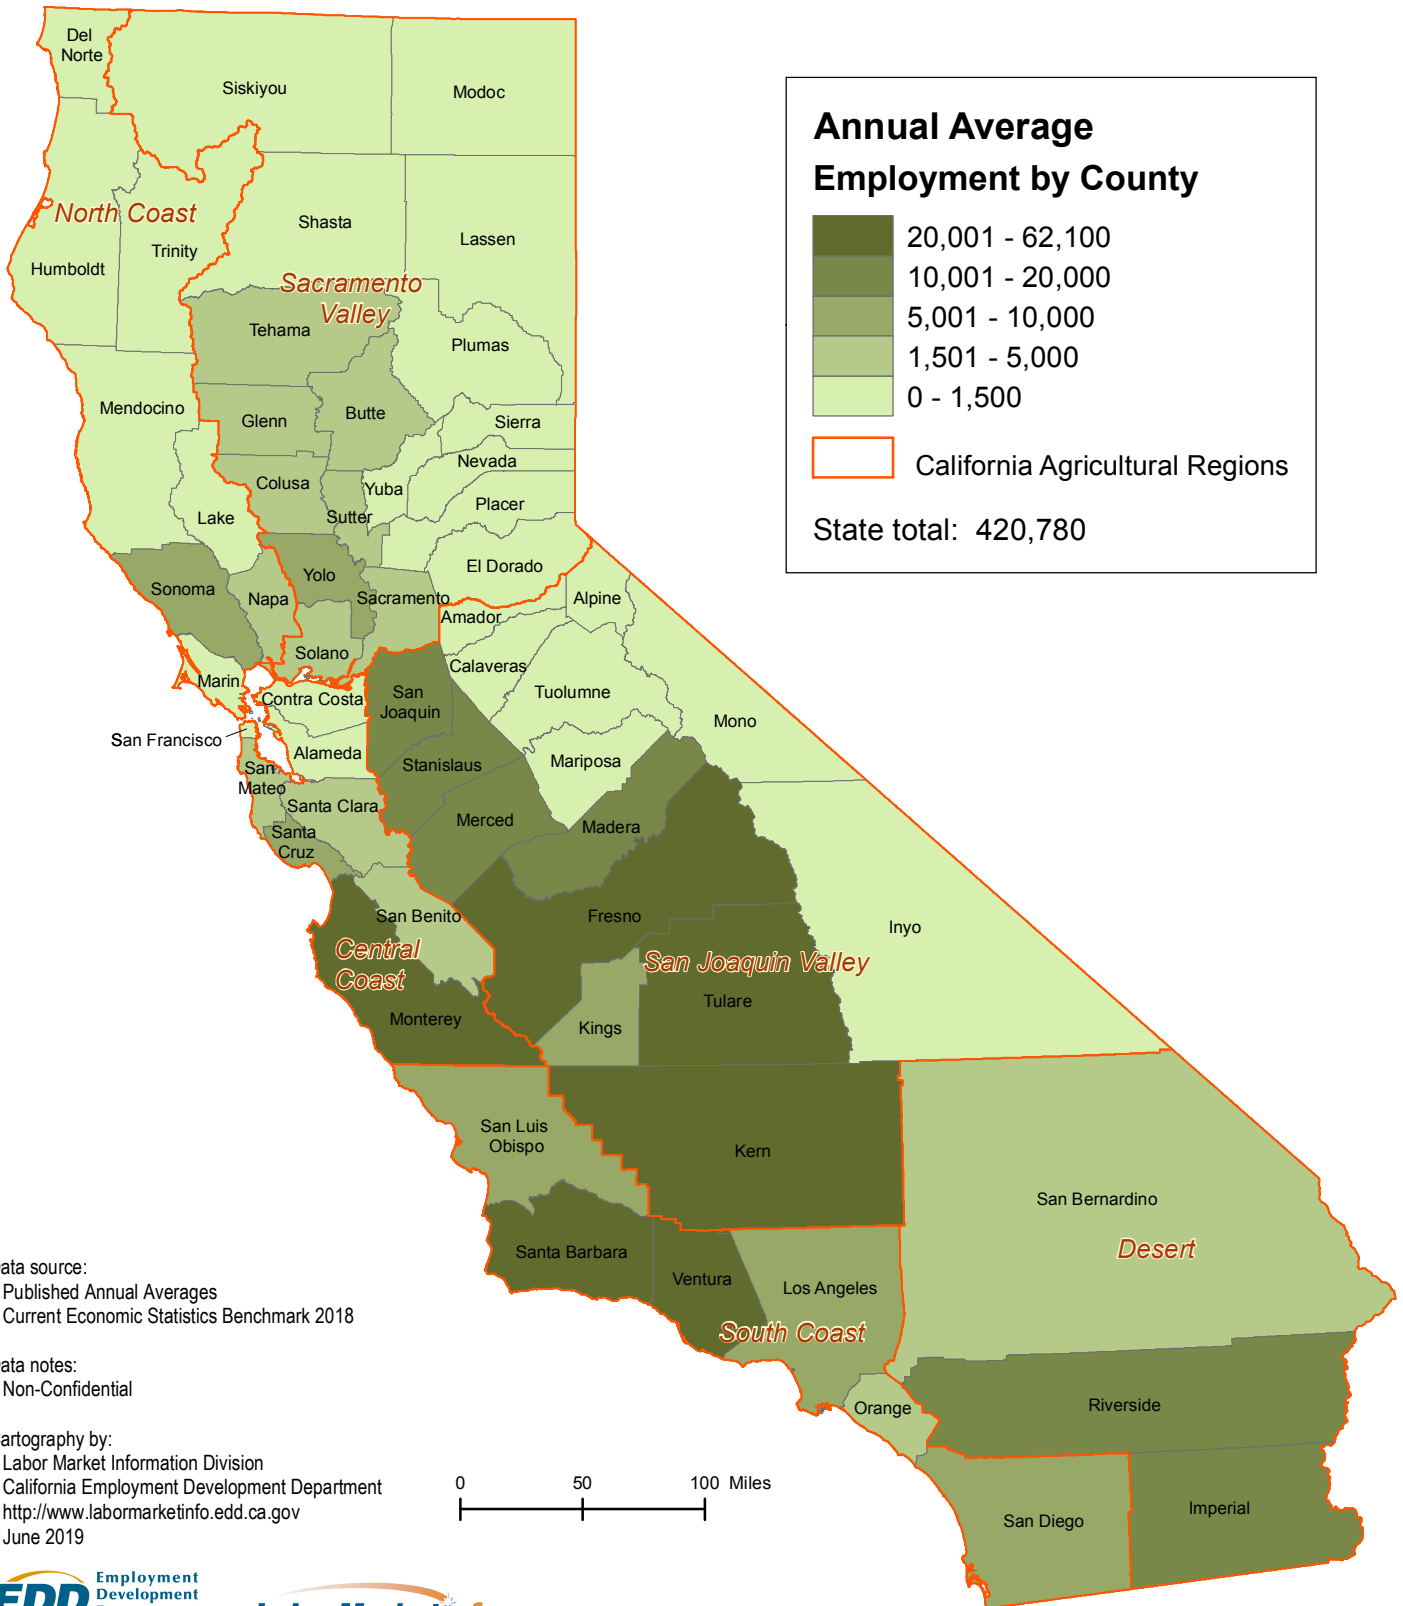 Del
Norte
Siskiyou
Modoc
Annual Average
Employment by County
20,001 - 62,100
10,001 - 20,000
5,001 - 10,000
1,501 - 5,000
0 - 1,500
California Agricultural Regions
State total: 420,780
North Coast
Shasta
Lassen
Trinity
Humboldt
Sacramento
Valley
Tehama
Plumas
Mendocino
Glenn
Butte
Sierra
Nevada
Colusa
Yuba
Placer
Lake
Sutter
El Dorado
Sonoma
Yolo
Napa
Sacramento
Alpine
Amador
Solano
Calaveras
Marin
Contra Costa
San
Joaquin
Tuolumne
Mono
San Francisco
Alameda
Stanislaus
Mariposa
San
Mateo
Santa Clara
Merced
Madera
Santa
Cruz
San Benito
Fresno
Inyo
Central
Coast
San Joaquin Valley
Tulare
Monterey
Kings
San Luis
Obispo
Kern
San Bernardino
Desert
Santa Barbara
Ventura
Los Angeles
South Coast
Orange
Riverside
San Diego
Imperial
ata source:
Published Annual Averages
Current Economic Statistics Benchmark 2018
ata notes:
Non-Confidential
artography by:
Labor Market Information Division
California Employment Development Department
http://www.labormarketinfo.edd.ca.gov
June 2019
0 50 100 Miles
EDD
Employment
Development